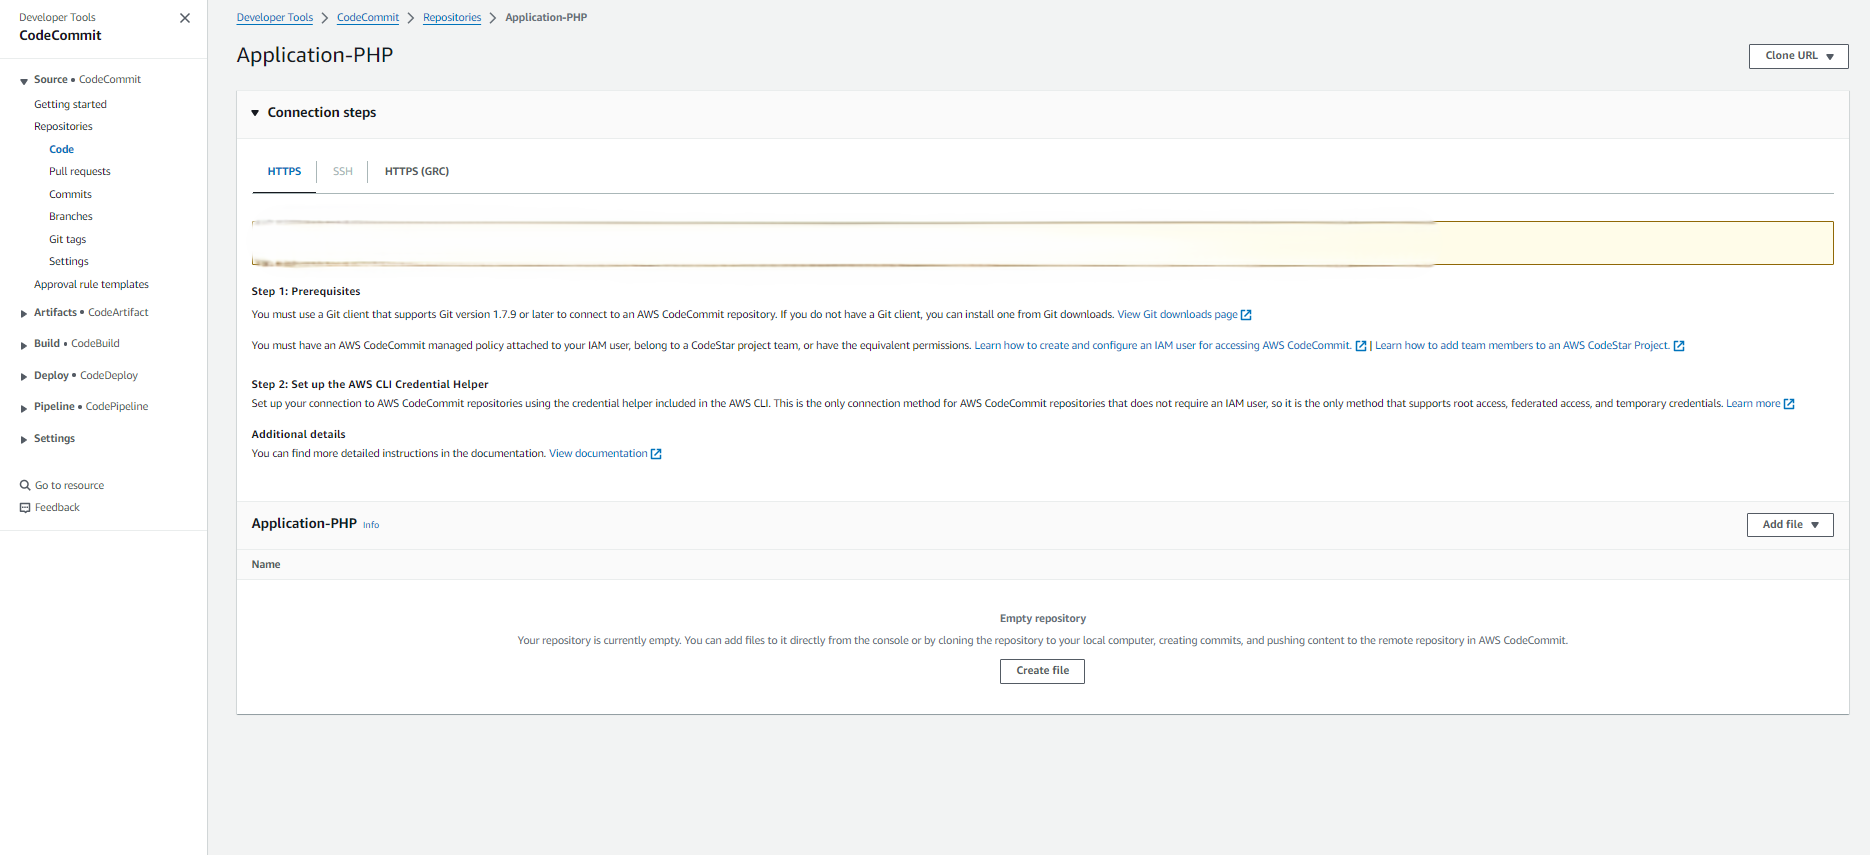 Developer Tools
CodeCommit
Source • CodeCommit
Getting started
Repositories
Code
Pull requests
Commits
Branches
Git tags
Settings
Approval rule templates
Artifacts • CodeArtifact
Build • CodeBuild
Deploy • CodeDeploy
Pipeline • CodePipeline
Settings
Go to resource
Feedback
Developer Tools > CodeCommit > Repositories > Application-PHP
Application-PHP
Clone URL
Connection steps
HTTPS SSH HTTPS (GRC)
Step 1: Prerequisites
You must use a Git client that supports Git version 1.7.9 or later to connect to an AWS CodeCommit repository. If you do not have a Git client, you can install one from Git downloads. View Git downloads page
You must have an AWS CodeCommit managed policy attached to your IAM user, belong to a CodeStar project team, or have the equivalent permissions. Learn how to create and configure an IAM user for accessing AWS CodeCommit. | Learn how to add team members to an AWS CodeStar Project.
Step 2: Set up the AWS CLI Credential Helper
Set up your connection to AWS CodeCommit repositories using the credential helper included in the AWS CLI. This is the only connection method for AWS CodeCommit repositories that does not require an IAM user, so it is the only method that supports root access, federated access, and temporary credentials. Learn more
Additional details
You can find more detailed instructions in the documentation. View documentation
Application-PHP Info
Add file
Name
Empty repository
Your repository is currently empty. You can add files to it directly from the console or by cloning the repository to your local computer, creating commits, and pushing content to the remote repository in AWS CodeCommit.
Create file